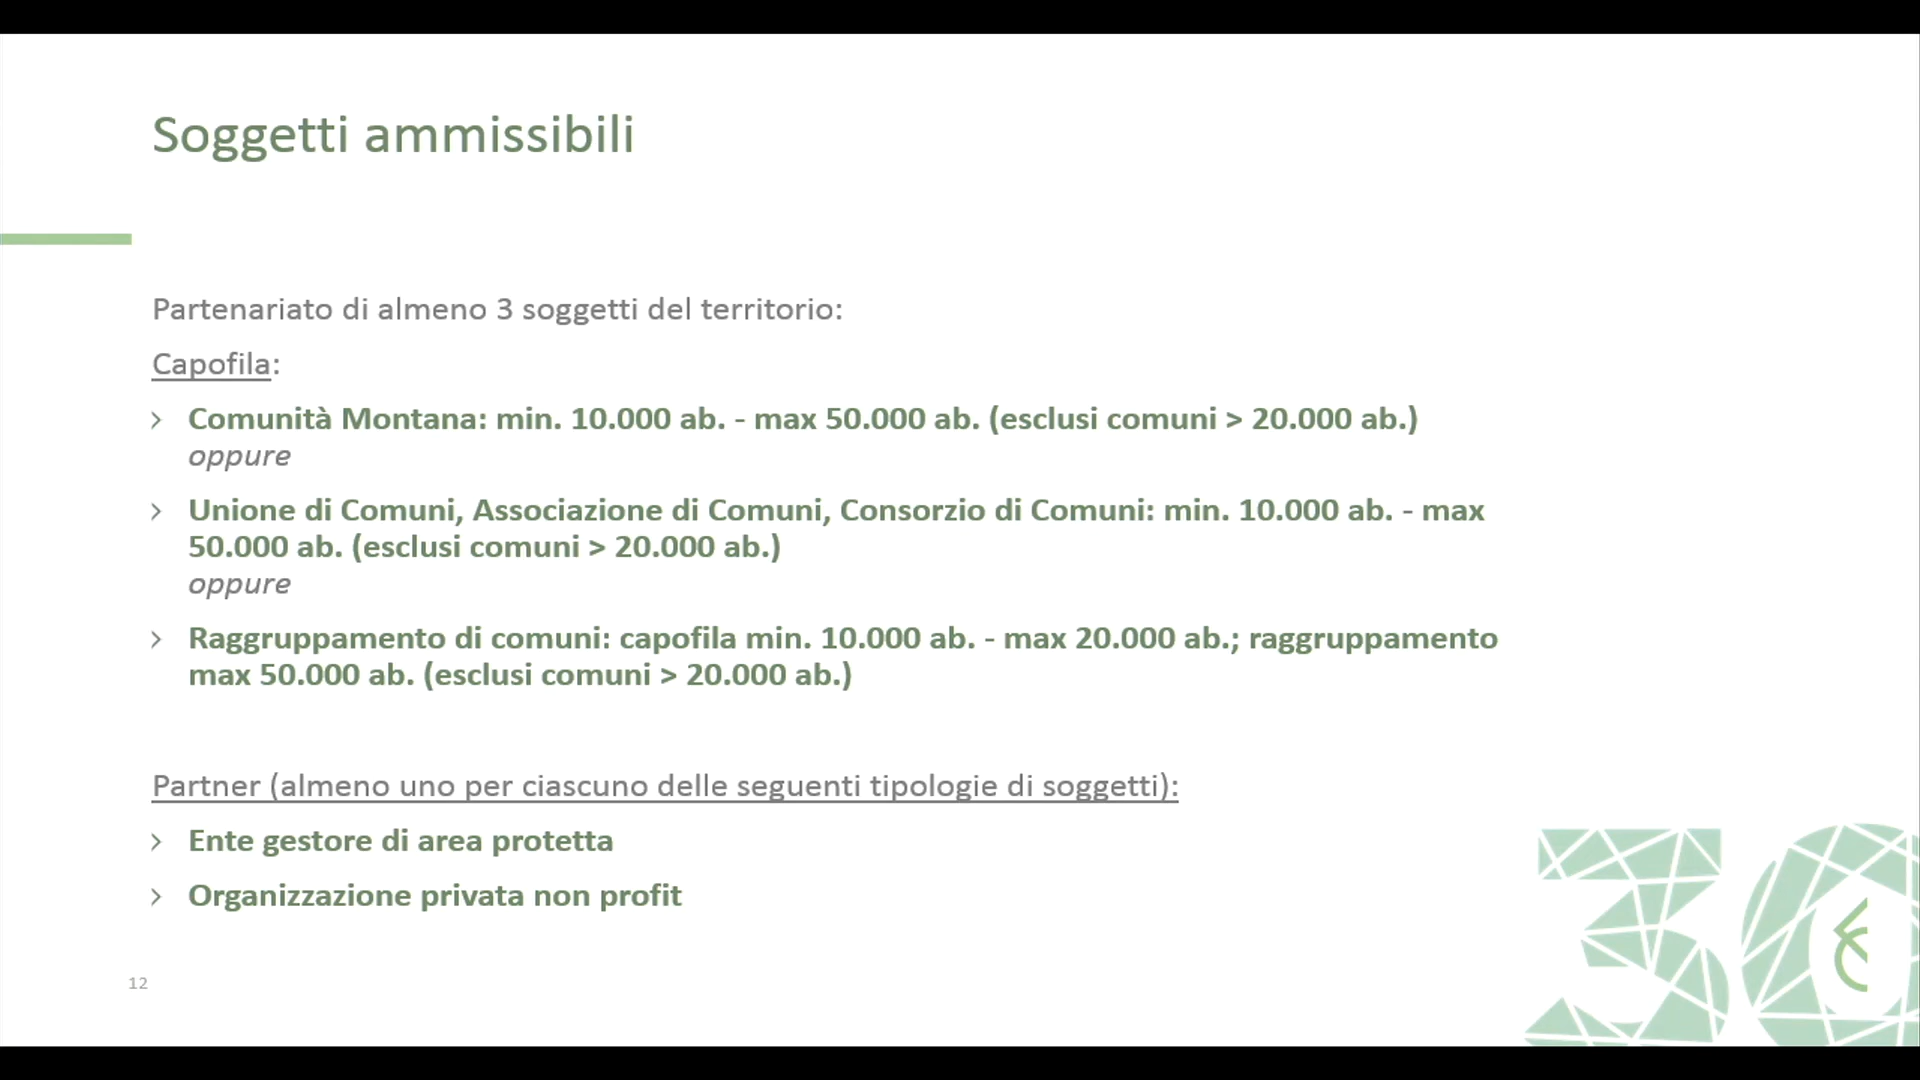 Soggetti ammissibili
Partenariato di almeno 3 soggetti del territorio:
Capofila:
› Comunità Montana: min. 10.000 ab. - max 50.000 ab. (esclusi comuni > 20.000 ab.)
oppure
› Unione di Comuni, Associazione di Comuni, Consorzio di Comuni: min. 10.000 ab. - max
50.000 ab. (esclusi comuni > 20.000 ab.)
oppure
› Raggruppamento di comuni: capofila min. 10.000 ab. - max 20.000 ab.; raggruppamento
max 50.000 ab. (esclusi comuni > 20.000 ab.)
Partner (almeno uno per ciascuno delle seguenti tipologie di soggetti):
› Ente gestore di area protetta
› Organizzazione privata non profit
12
30